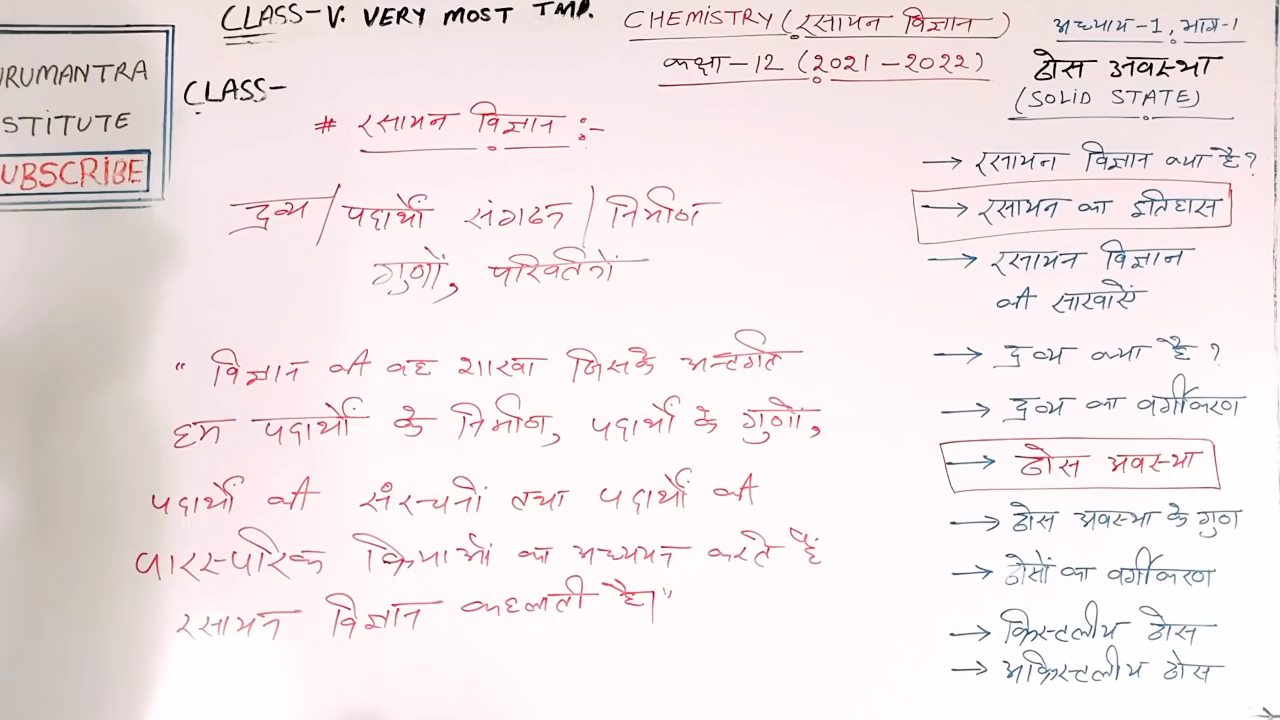 CLASS-V. VERY MOST IMP.
CHEMISTRY (रसायन विज्ञान)
कक्षा-12 (2021-2022)
अध्याय-1, भाग-1
ठोस अवस्था
(SOLID STATE)
URUMANTRA
STITUTE
UBSCRIBE
CLASS-
# रसायन विज्ञान :-
द्रव्य / पदार्थों संगठन / निर्माण
गुणों, परिवर्तनों
"विज्ञान की वह शाखा जिसके अन्तर्गत
हम पदार्थों के निर्माण, पदार्थों के गुणों,
पदार्थों की संरचनों तथा पदार्थों की
पारस्परिक क्रियाओं का अध्ययन करते हैं
रसायन विज्ञान कहलाती है।"
→ रसायन विज्ञान क्या है?
→ रसायन का इतिहास
→ रसायन विज्ञान
की साखाएं
→ द्रव्य क्या है ?
→ द्रव्य का वर्गीकरण
→ ठोस अवस्था
→ ठोस अवस्था के गुण
→ ठोसों का वर्गीकरण
→ क्रिस्टलीय ठोस
→ अक्रिस्टलीय ठोस